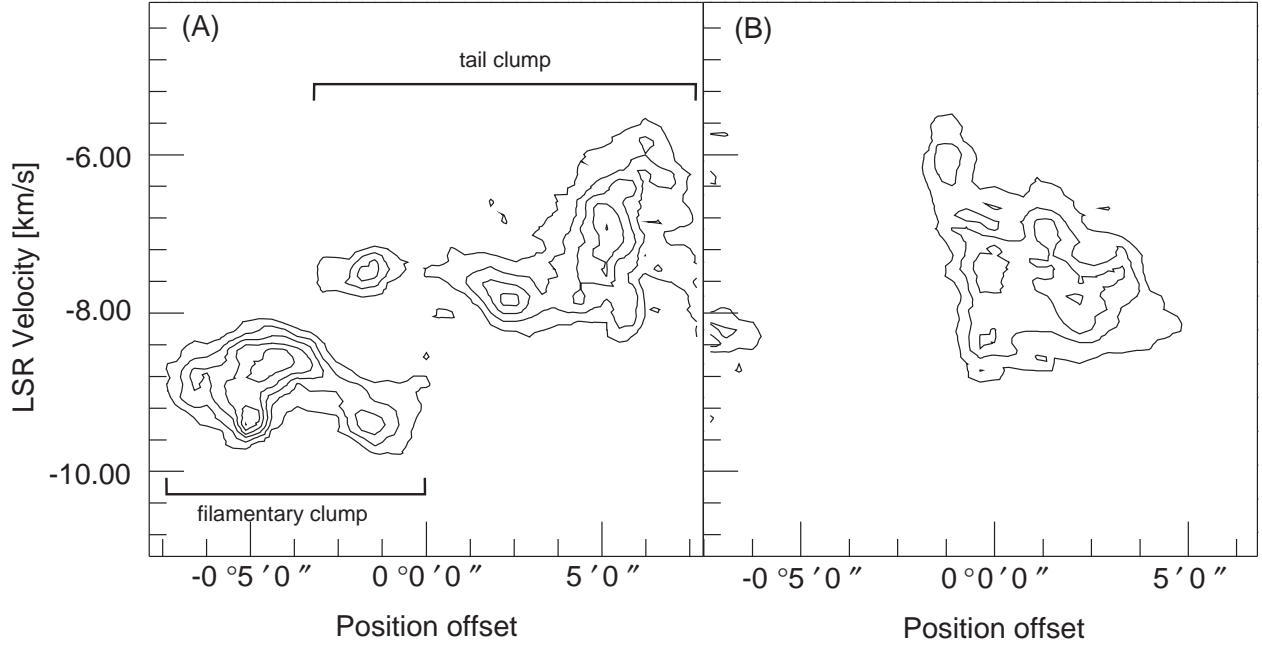 (A)
(B)
tail clump
LSR Velocity [km/s]
-6.00
-8.00
-10.00
filamentary clump
-0 °5 ′ 0 ″ 0 °0 ′ 0 ″ 5 ′ 0 ″
-0 °5 ′ 0 ″ 0 °0 ′ 0 ″ 5 ′ 0 ″
Position offset
Position offset